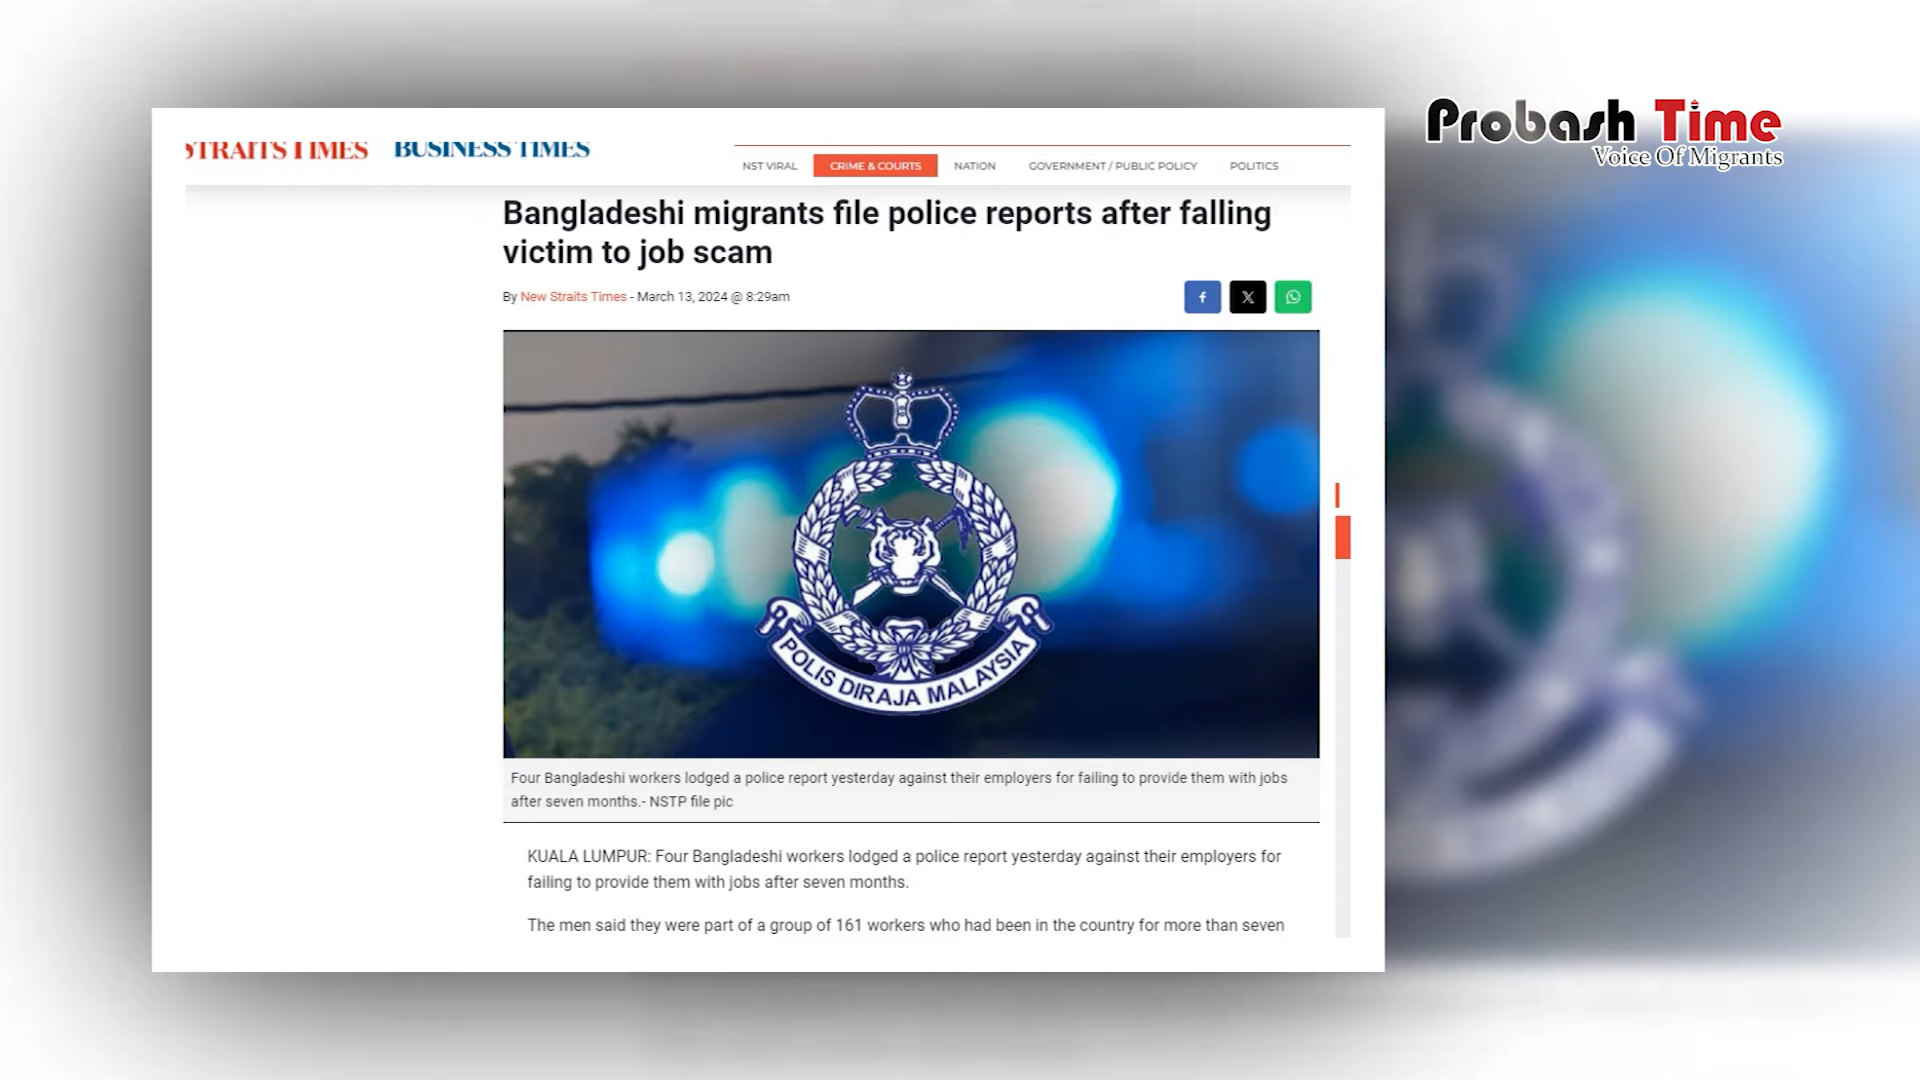 Probash Time
Voice Of Migrants
STRAITS TIMES BUSINESS TIMES
NST VIRAL CRIME & COURTS NATION GOVERNMENT / PUBLIC POLICY POLITICS
Bangladeshi migrants file police reports after falling
victim to job scam
By New Straits Times - March 13, 2024 @ 8:29am
POLIS DIRAJA MALAYSIA
Four Bangladeshi workers lodged a police report yesterday against their employers for failing to provide them with jobs
after seven months.- NSTP file pic
KUALA LUMPUR: Four Bangladeshi workers lodged a police report yesterday against their employers for
failing to provide them with jobs after seven months.
The men said they were part of a group of 161 workers who had been in the country for more than seven